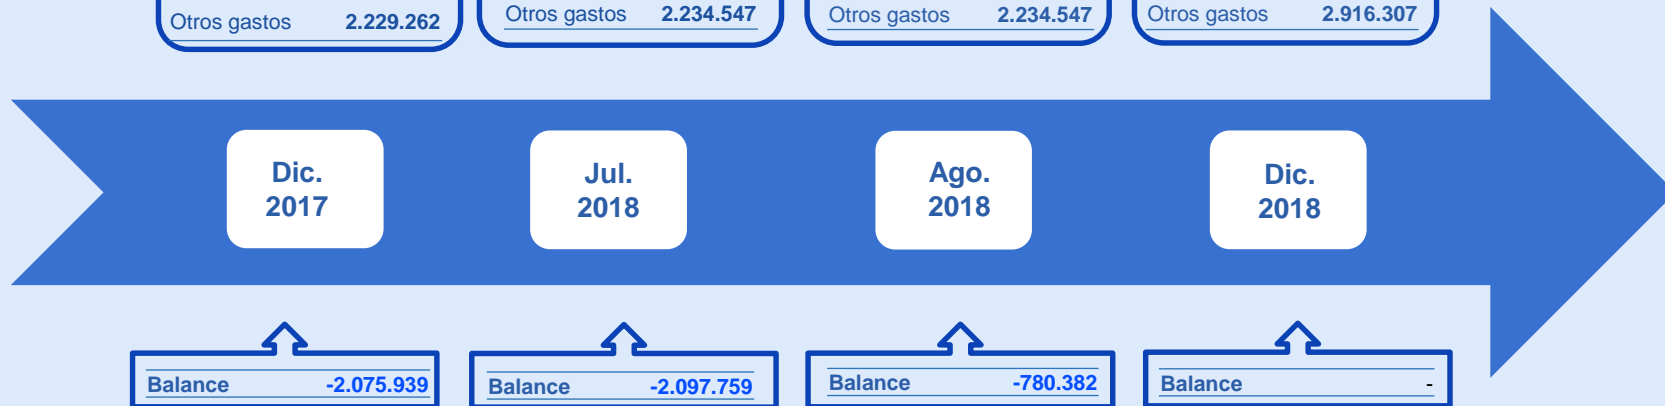 Otros gastos 2.229.262
Otros gastos 2.234.547
Otros gastos 2.234.547
Otros gastos 2.916.307
Dic.
2017
Jul.
2018
Ago.
2018
Dic.
2018
Balance -2.075.939
Balance -2.097.759
Balance -780.382
Balance -